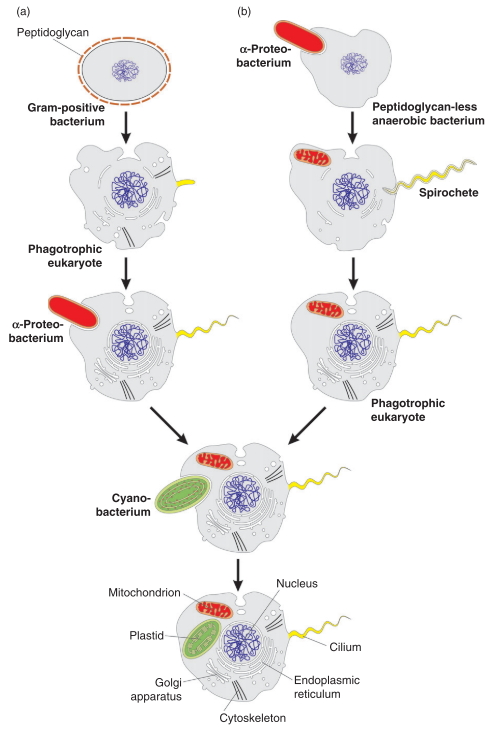 (a)
Peptidoglycan
Gram-positive
bacterium
Phagotrophic
eukaryote
α-Proteo-
bacterium
(b)
α-Proteo-
bacterium
Peptidoglycan-less
anaerobic bacterium
Spirochete
Phagotrophic
eukaryote
Cyano-
bacterium
Mitochondrion
Nucleus
Plastid
Cilium
Golgi
apparatus
Endoplasmic
reticulum
Cytoskeleton